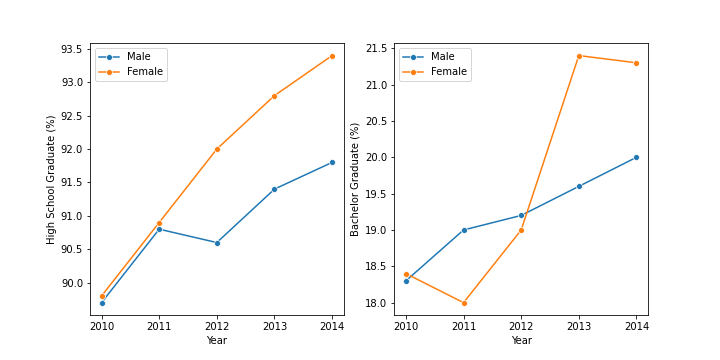 High School Graduate (%)
93.5
93.0
92.5
92.0
91.5
91.0
90.5
90.0
Male
Female
2010 2011 2012 2013 2014
Year
Bachelor Graduate (%)
21.5
21.0
20.5
20.0
19.5
19.0
18.5
18.0
Male
Female
2010 2011 2012 2013 2014
Year